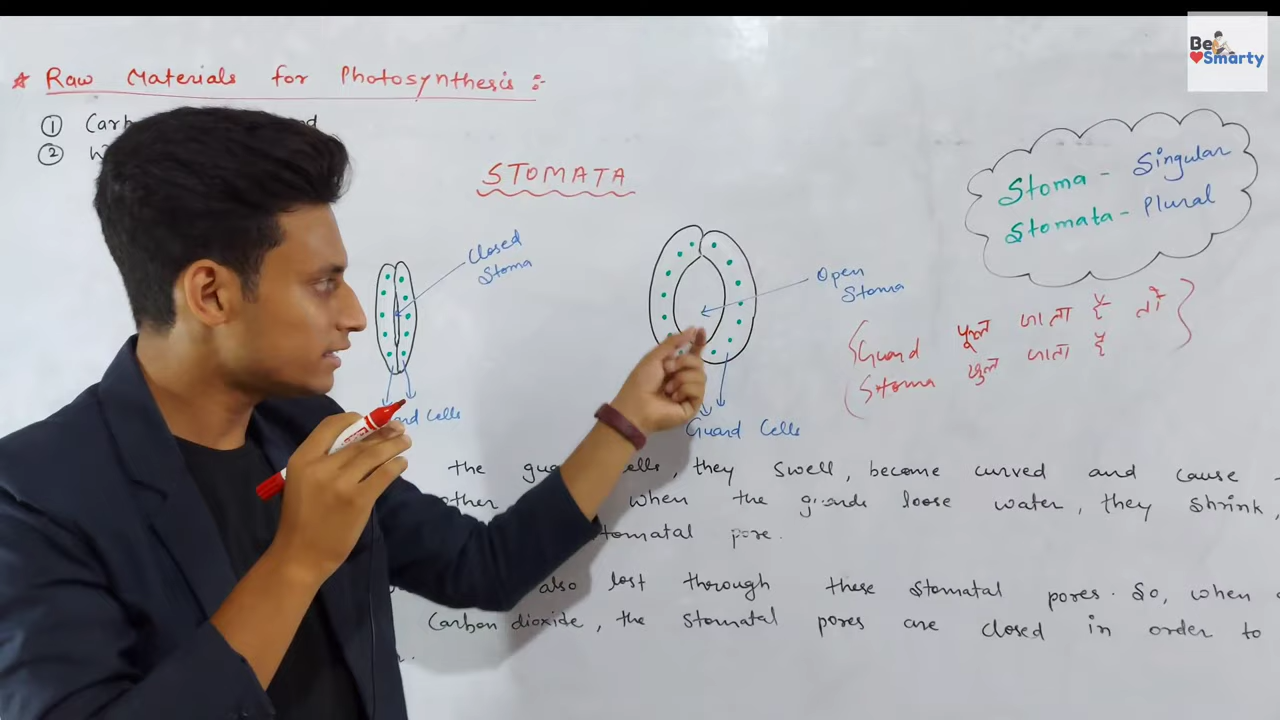 Be
Smarty
* Raw Materials for Photosynthesis :-
① Carb
② W
STOMATA
Stoma - Singular
Stomata - Plural
Closed
Stoma
Open
Stoma
Guard फूल जाता है तो
Stoma खुल जाता है
Cells
Guard Cells
the cells, they swell, become curved and cause
other when the guards loose water, they shrink,
stomatal pore.
also lost through these stomatal pores. So, when
Carbon dioxide, the stomatal pores are closed in order to